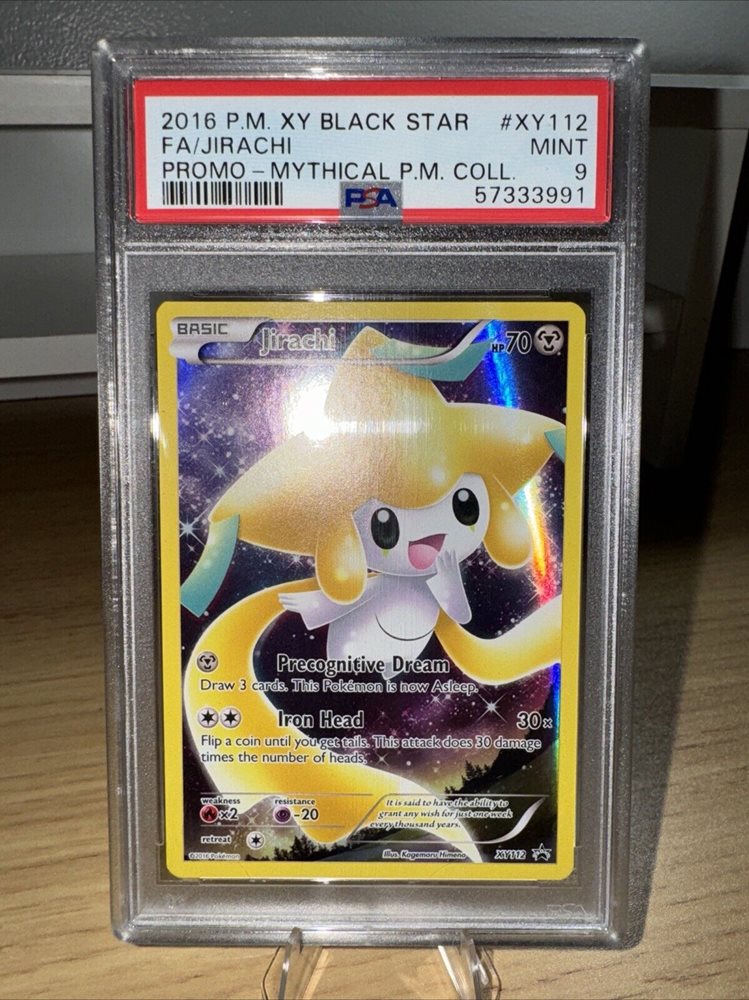 2016 P.M. XY BLACK STAR #XY112
FA/JIRACHI MINT
PROMO - MYTHICAL P.M. COLL. 9
PSA 57333991
BASIC Jirachi HP70
Precognitive Dream
Draw 3 cards. This Pokémon is now Asleep.
Iron Head 30×
Flip a coin until you get tails. This attack does 30 damage
times the number of heads.
weakness resistance
×2 -20
It is said to have the ability to
grant any wish for just one week
every thousand years.
retreat
©2016 Pokémon Illus. Kagemaru Himeno XY112
PSA